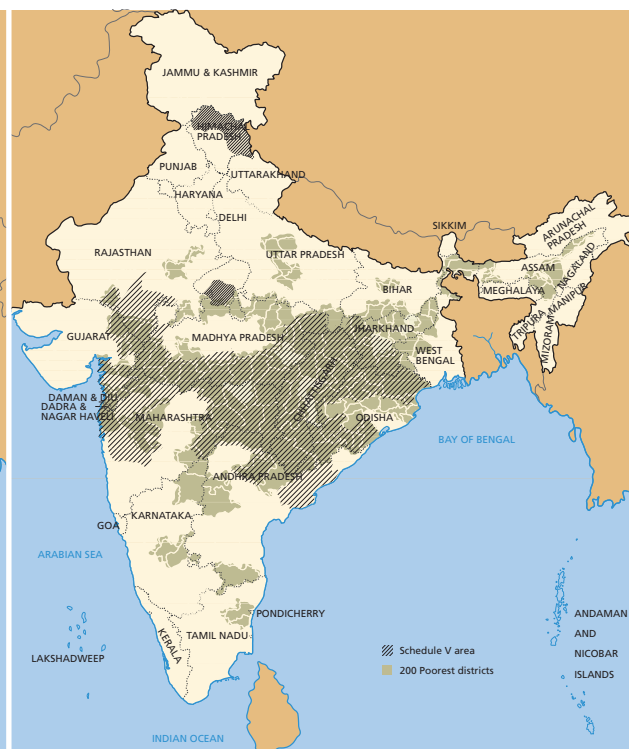 JAMMU & KASHMIR
HIMACHAL
PRADESH
PUNJAB
UTTARAKHAND
HARYANA
DELHI
SIKKIM
ARUNACHAL
PRADESH
RAJASTHAN
UTTAR PRADESH
ASSAM
NAGALAND
BIHAR
MEGHALAYA
MANIPUR
TRIPURA
MIZORAM
GUJARAT
MADHYA PRADESH
JHARKHAND
WEST
BENGAL
CHHATTISGARH
DAMAN & DIU
DADRA &
NAGAR HAVELI
MAHARASHTRA
ODISHA
BAY OF BENGAL
ANDHRA PRADESH
KARNATAKA
GOA
ARABIAN SEA
PONDICHERRY
TAMIL NADU
KERALA
LAKSHADWEEP
ANDAMAN
AND
NICOBAR
ISLANDS
Schedule V area
200 Poorest districts
INDIAN OCEAN